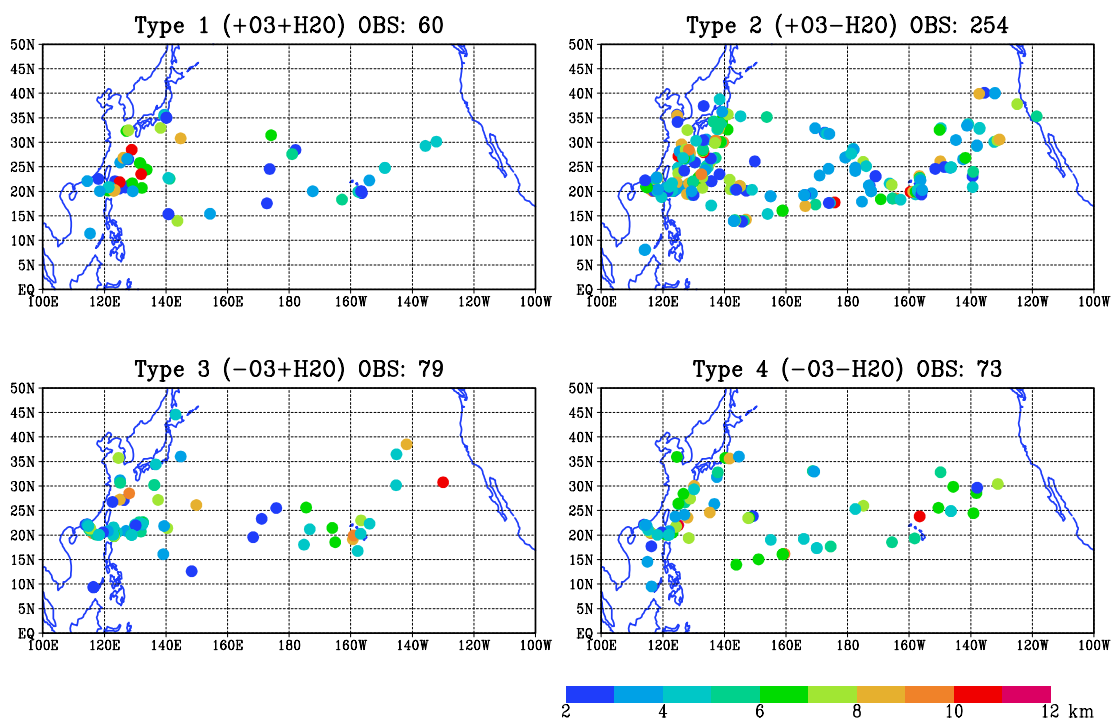 Type 1 (+O3+H2O) OBS: 60
50N
45N
40N
35N
30N
25N
20N
15N
10N
5N
EQ
100E 120E 140E 160E 180 160W 140W 120W 100W
Type 2 (+O3−H2O) OBS: 254
50N
45N
40N
35N
30N
25N
20N
15N
10N
5N
EQ
100E 120E 140E 160E 180 160W 140W 120W 100W
Type 3 (−O3+H2O) OBS: 79
50N
45N
40N
35N
30N
25N
20N
15N
10N
5N
EQ
100E 120E 140E 160E 180 160W 140W 120W 100W
Type 4 (−O3−H2O) OBS: 73
50N
45N
40N
35N
30N
25N
20N
15N
10N
5N
EQ
100E 120E 140E 160E 180 160W 140W 120W 100W
2 4 6 8 10 12 km